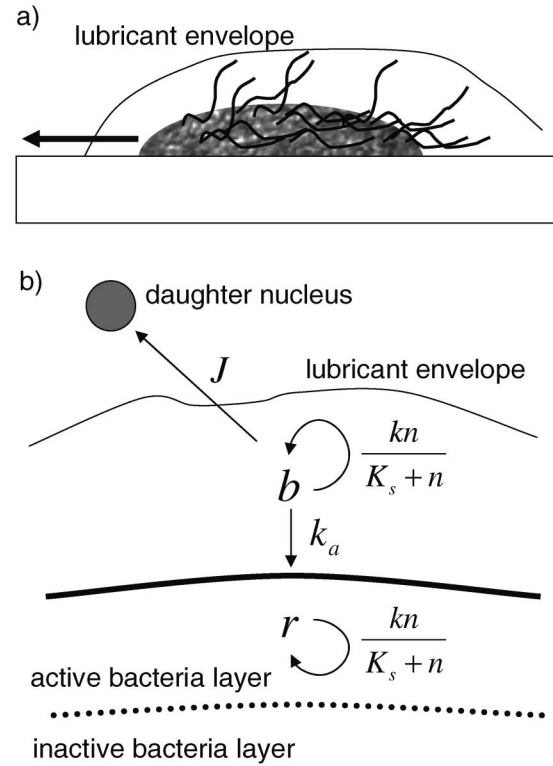 a)
lubricant envelope
b)
daughter nucleus
J
lubricant envelope
kn
K_s + n
b
k_a
r
kn
K_s + n
active bacteria layer
inactive bacteria layer